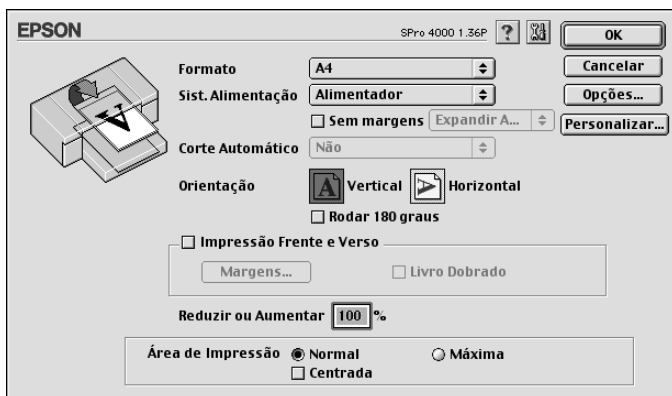 EPSON SPro 4000 1.36P ? OK
Formato A4 Cancelar
Sist. Alimentação Alimentador Opções...
Sem margens Expandir A... Personalizar...
Corte Automático Não
Orientação A Vertical A Horizontal
Rodar 180 graus
Impressão Frente e Verso
Margens... Livro Dobrado
Reduzir ou Aumentar 100 %
Área de Impressão Normal Máxima
Centrada